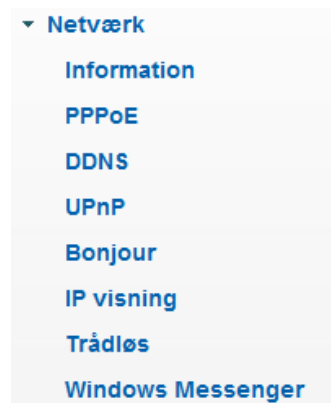 Netværk
Information
PPPoE
DDNS
UPnP
Bonjour
IP visning
Trådløs
Windows Messenger